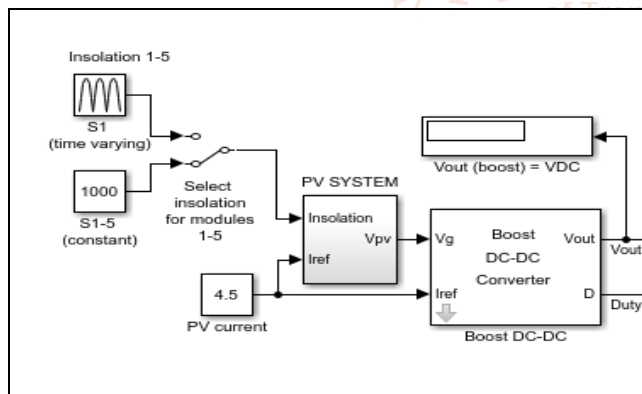 Insolation 1-5
S1
(time varying)
1000
S1-5
(constant)
Select
insolation
for modules
1-5
PV SYSTEM
Insolation
Vpv
Iref
4.5
PV current
Vout (boost) = VDC
Vg
Boost
DC-DC
Converter
Vout
Iref
D
Boost DC-DC
Vout
Duty